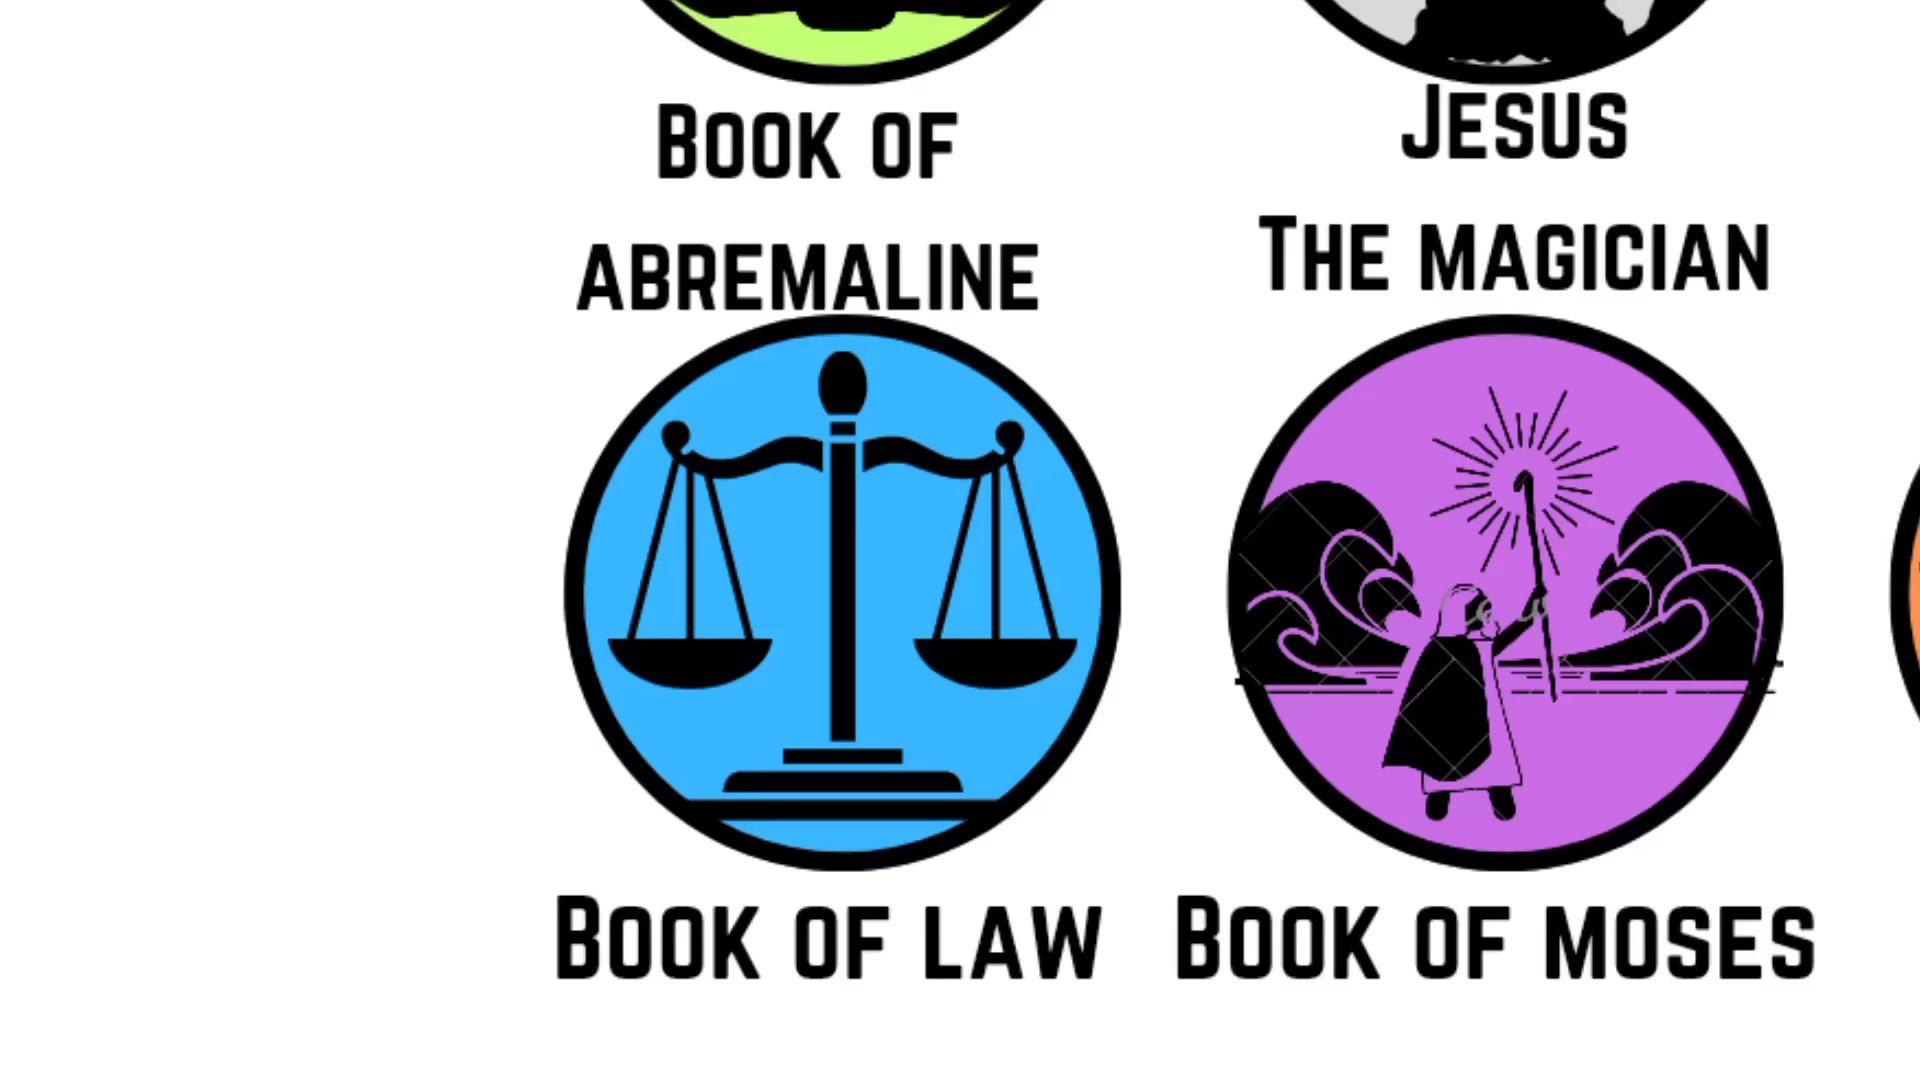 BOOK OF
ABREMALINE
JESUS
THE MAGICIAN
BOOK OF LAW
BOOK OF MOSES